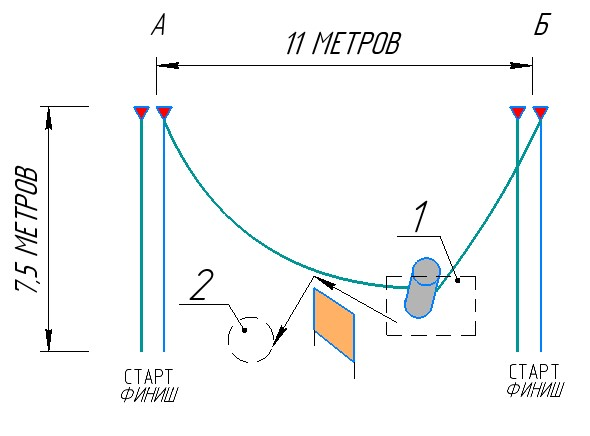 А
Б
11 МЕТРОВ
7,5 МЕТРОВ
1
2
СТАРТ
ФИНИШ
СТАРТ
ФИНИШ